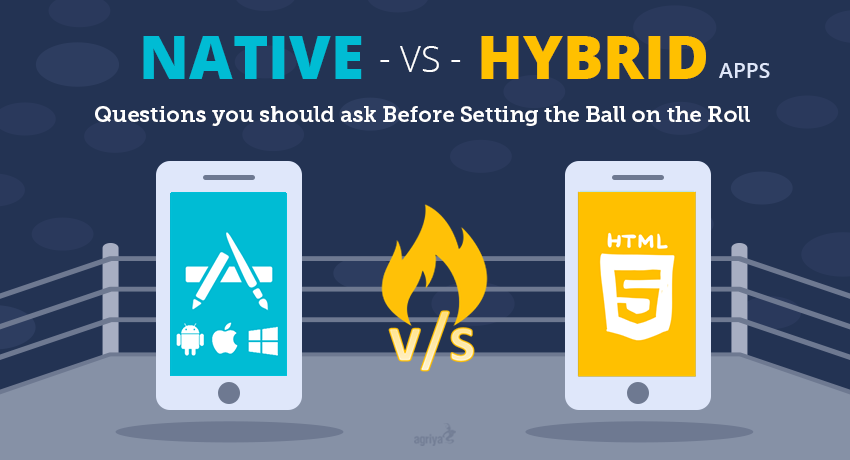 NATIVE - VS - HYBRID APPS
Questions you should ask Before Setting the Ball on the Roll
HTML
5
v/s
agriya